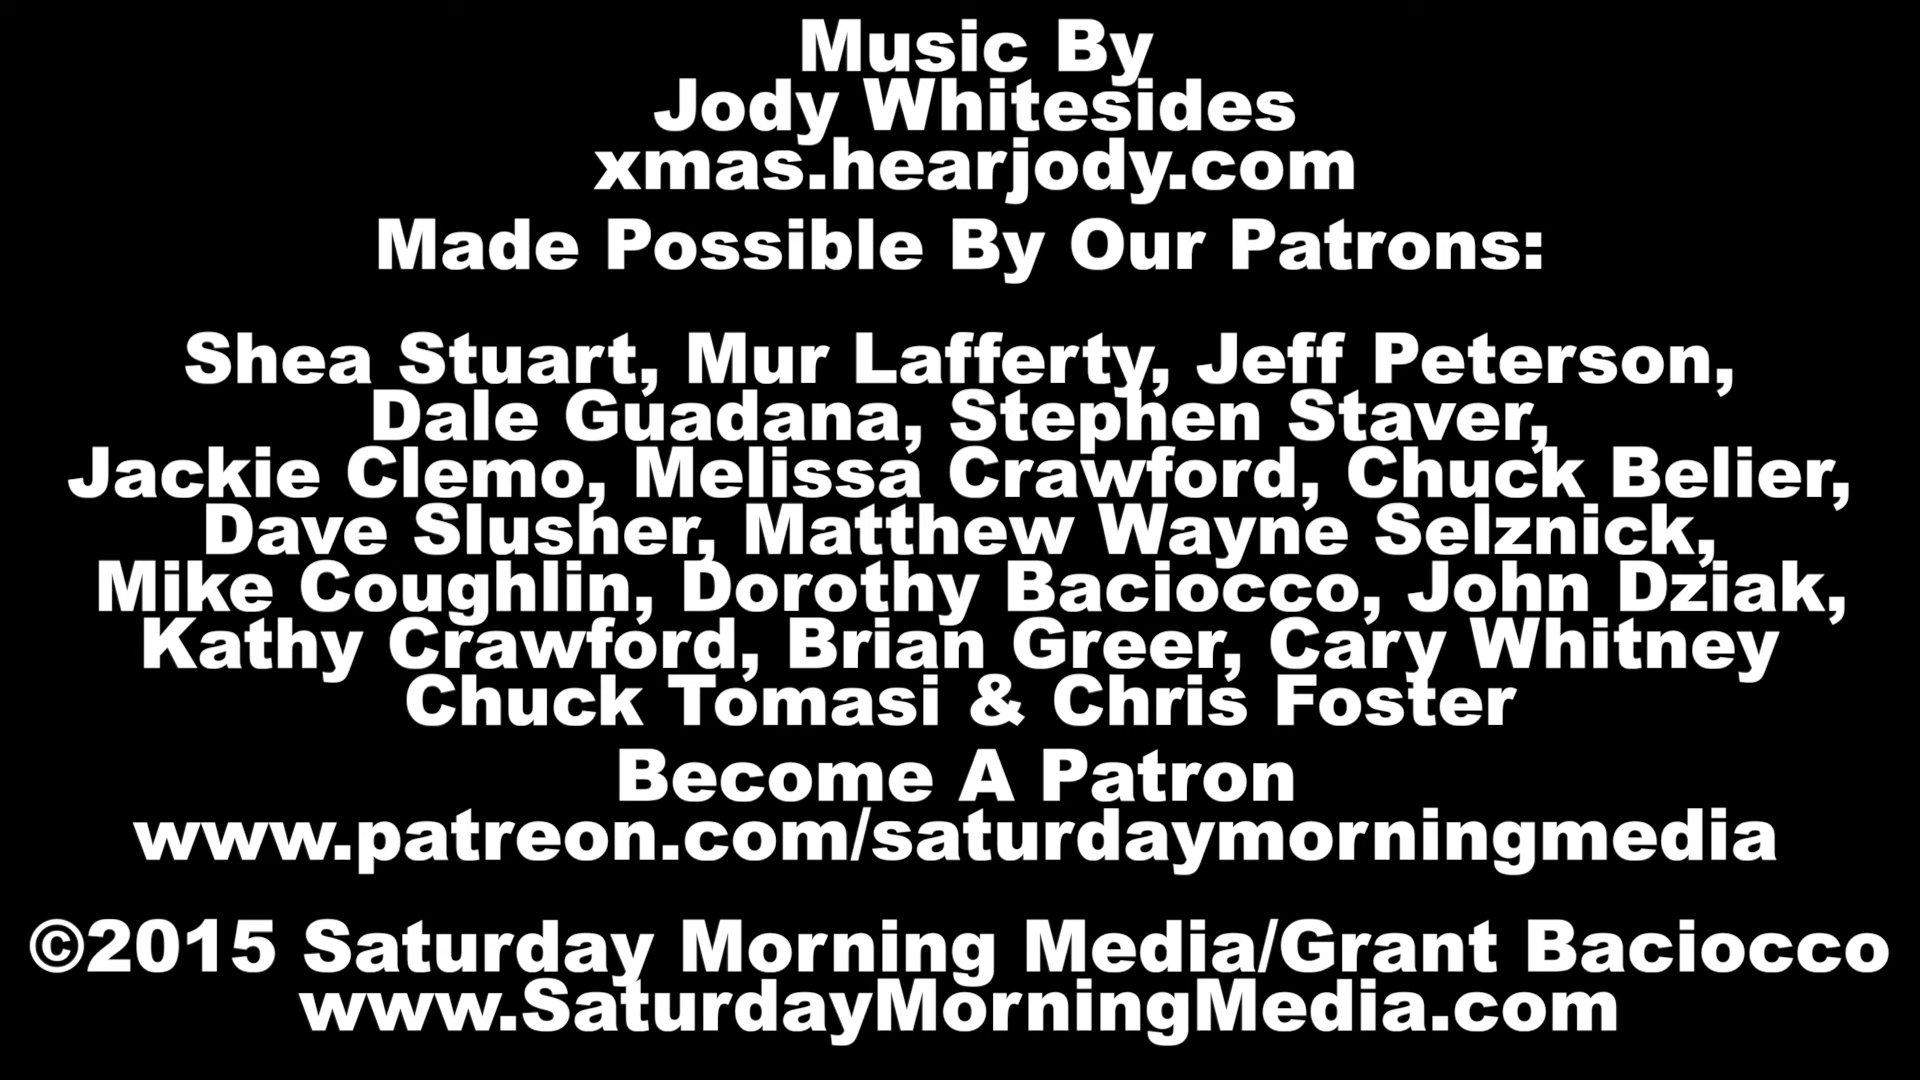 Music By
Jody Whitesides
xmas.hearjody.com
Made Possible By Our Patrons:
Shea Stuart, Mur Lafferty, Jeff Peterson,
Dale Guadana, Stephen Staver,
Jackie Clemo, Melissa Crawford, Chuck Belier,
Dave Slusher, Matthew Wayne Selznick,
Mike Coughlin, Dorothy Baciocco, John Dziak,
Kathy Crawford, Brian Greer, Cary Whitney
Chuck Tomasi & Chris Foster
Become A Patron
www.patreon.com/saturdaymorningmedia
©2015 Saturday Morning Media/Grant Baciocco
www.SaturdayMorningMedia.com